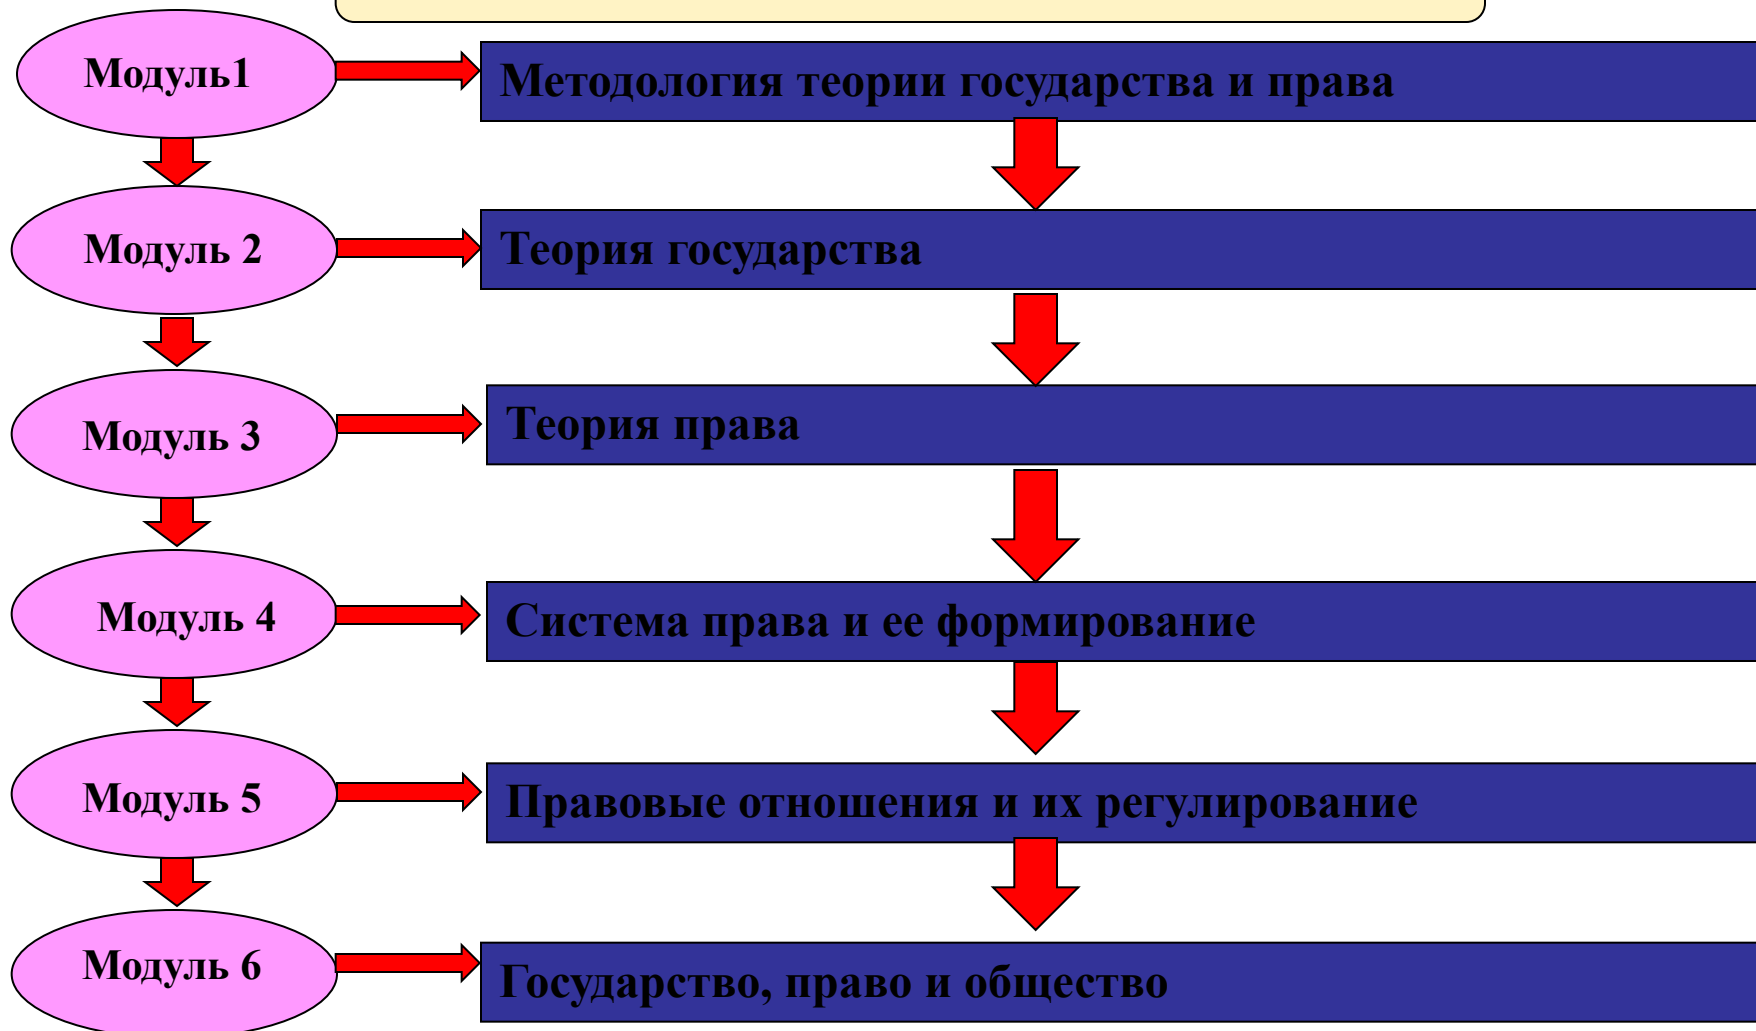 Модуль1
Методология теории государства и права
Модуль 2
Теория государства
Модуль 3
Теория права
Модуль 4
Система права и ее формирование
Модуль 5
Правовые отношения и их регулирование
Модуль 6
Государство, право и общество